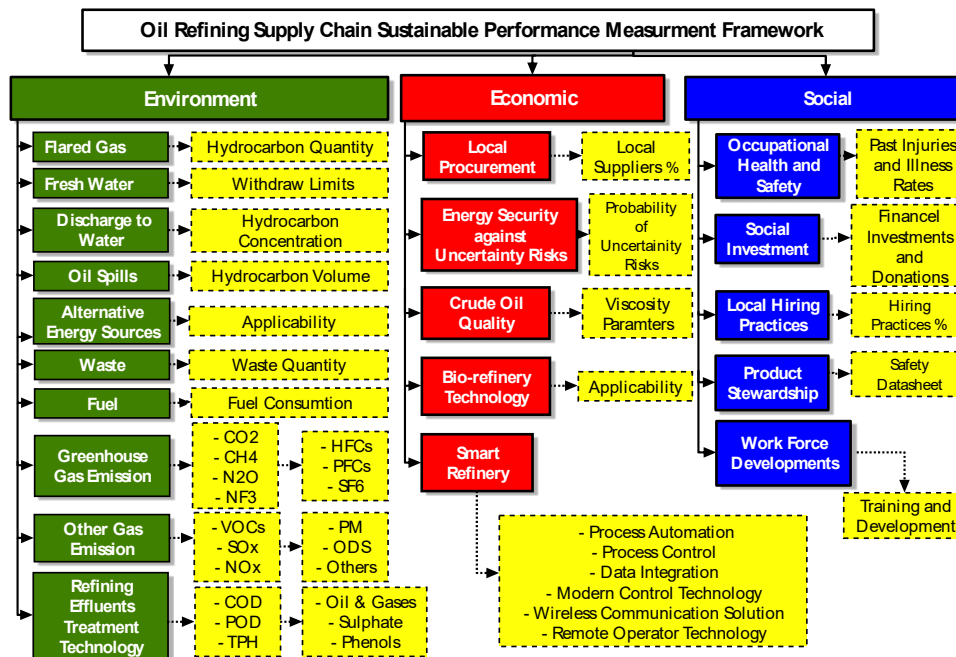 Oil Refining Supply Chain Sustainable Performance Measurment Framework
Environment
Flared Gas
Hydrocarbon Quantity
Fresh Water
Withdraw Limits
Discharge to
Water
Hydrocarbon
Concentration
Oil Spills
Hydrocarbon Volume
Alternative
Energy Sources
Applicability
Waste
Waste Quantity
Fuel
Fuel Consumtion
Greenhouse
Gas Emission
- CO2
- CH4
- N2O
- NF3
- HFCs
- PFCs
- SF6
Other Gas
Emission
- VOCs
- SOx
- NOx
- PM
- ODS
- Others
Refining
Effluents
Treatment
Technology
- COD
- POD
- TPH
- Oil & Gases
- Sulphate
- Phenols
Economic
Local
Procurement
Local
Suppliers %
Energy Security
against
Uncertainty Risks
Probability
of
Uncertainty
Risks
Crude Oil
Quality
Viscosity
Paramters
Bio-refinery
Technology
Applicability
Smart
Refinery
- Process Automation
- Process Control
- Data Integration
- Modern Control Technology
- Wireless Communication Solution
- Remote Operator Technology
Social
Occupational
Health and
Safety
Past Injuries
and Illness
Rates
Social
Investment
Financel
Investments
and
Donations
Local Hiring
Practices
Hiring
Practices %
Product
Stewardship
Safety
Datasheet
Work Force
Developments
Training and
Development